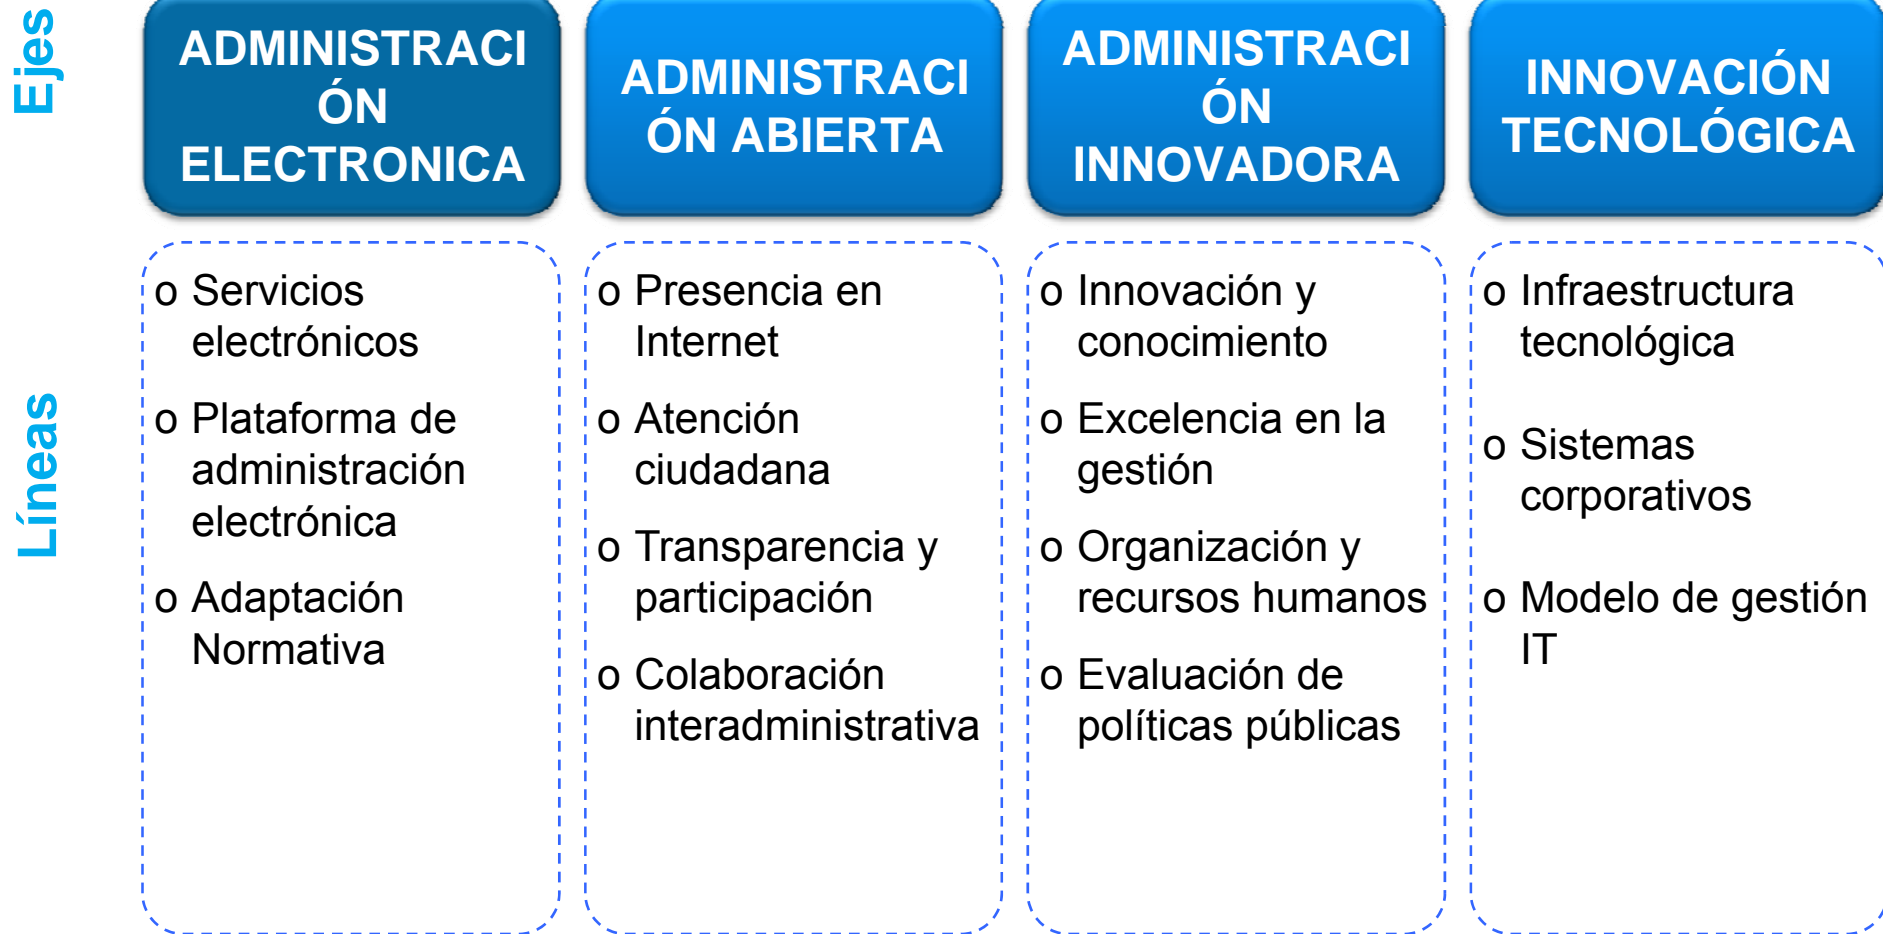 Ejes
ADMINISTRACI
ÓN
ELECTRONICA
ADMINISTRACI
ÓN ABIERTA
ADMINISTRACI
ÓN
INNOVADORA
INNOVACIÓN
TECNOLÓGICA
Líneas
o Servicios
electrónicos
o Plataforma de
administración
electrónica
o Adaptación
Normativa
o Presencia en
Internet
o Atención
ciudadana
o Transparencia y
participación
o Colaboración
interadministrativa
o Innovación y
conocimiento
o Excelencia en la
gestión
o Organización y
recursos humanos
o Evaluación de
políticas públicas
o Infraestructura
tecnológica
o Sistemas
corporativos
o Modelo de gestión
IT